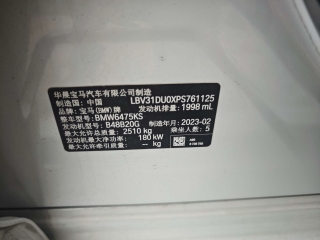 华晨宝马汽车有限公司制造
制造国: 中国 LBV31DU0XPS761125
品牌: 宝马(BMW)牌 发动机排量: 1998 mL
整车型号: BMW6475KS
发动机型号: B48B20G 制造年月: 2023-02
最大允许总质量: 2510 kg 乘坐人数: 5
发动机最大净功率: 180 kW
最大允许牵引质量: -- kg